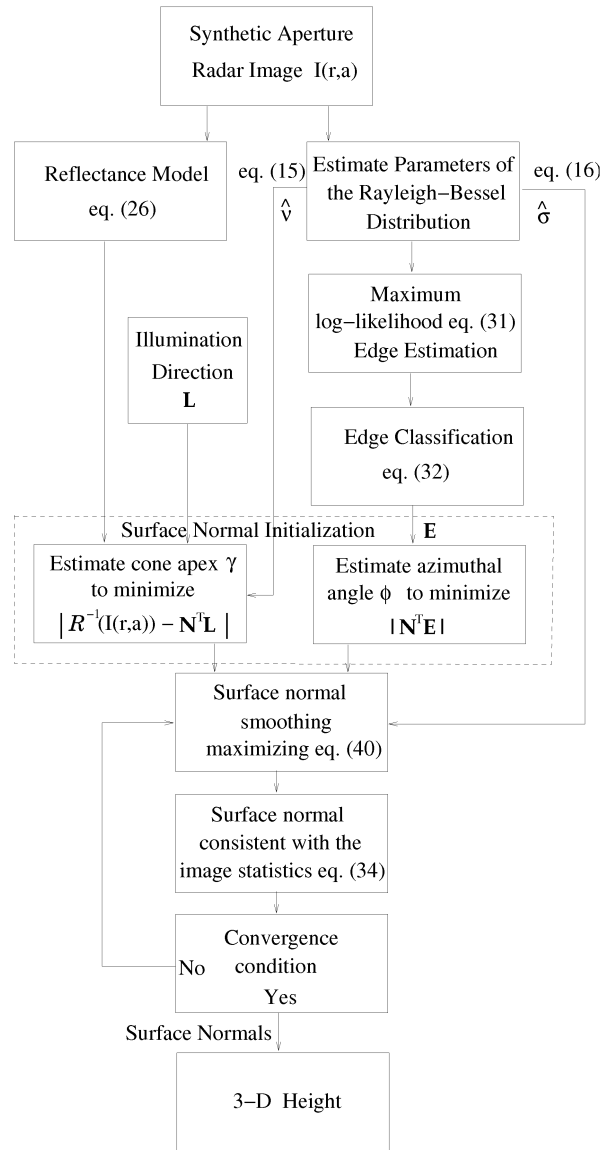 Synthetic Aperture
Radar Image I(r,a)
Reflectance Model
eq. (26)
eq. (15)
ν̂
Estimate Parameters of
the Rayleigh−Bessel
Distribution
eq. (16)
σ̂
Maximum
log−likelihood eq. (31)
Edge Estimation
Illumination
Direction
L
Edge Classification
eq. (32)
Surface Normal Initialization
E
Estimate cone apex γ
to minimize
| R⁻¹(I(r,a)) − NᵀL |
Estimate azimuthal
angle ϕ to minimize
| NᵀE |
Surface normal
smoothing
maximizing eq. (40)
Surface normal
consistent with the
image statistics eq. (34)
Convergence
condition
No
Yes
Surface Normals
3−D Height